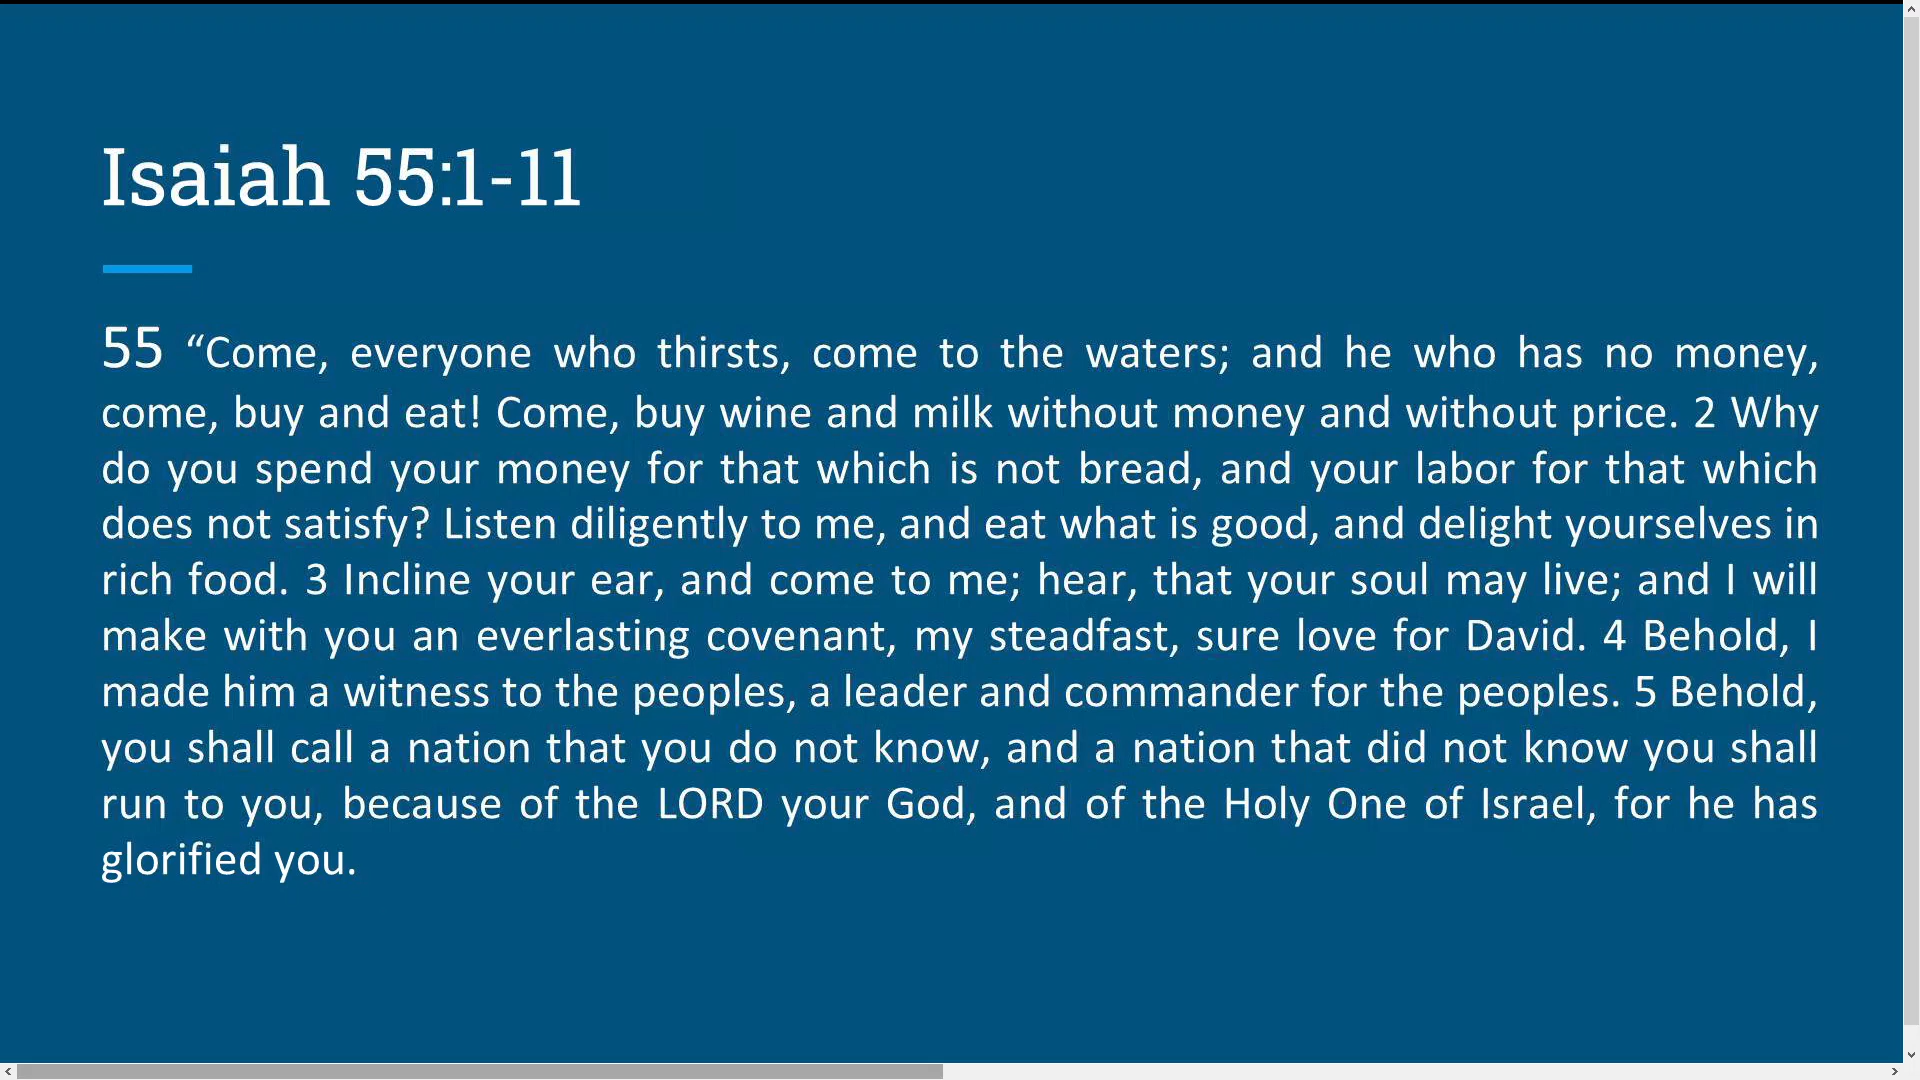 Isaiah 55:1-11
55 “Come, everyone who thirsts, come to the waters; and he who has no money,
come, buy and eat! Come, buy wine and milk without money and without price. 2 Why
do you spend your money for that which is not bread, and your labor for that which
does not satisfy? Listen diligently to me, and eat what is good, and delight yourselves in
rich food. 3 Incline your ear, and come to me; hear, that your soul may live; and I will
make with you an everlasting covenant, my steadfast, sure love for David. 4 Behold, I
made him a witness to the peoples, a leader and commander for the peoples. 5 Behold,
you shall call a nation that you do not know, and a nation that did not know you shall
run to you, because of the LORD your God, and of the Holy One of Israel, for he has
glorified you.